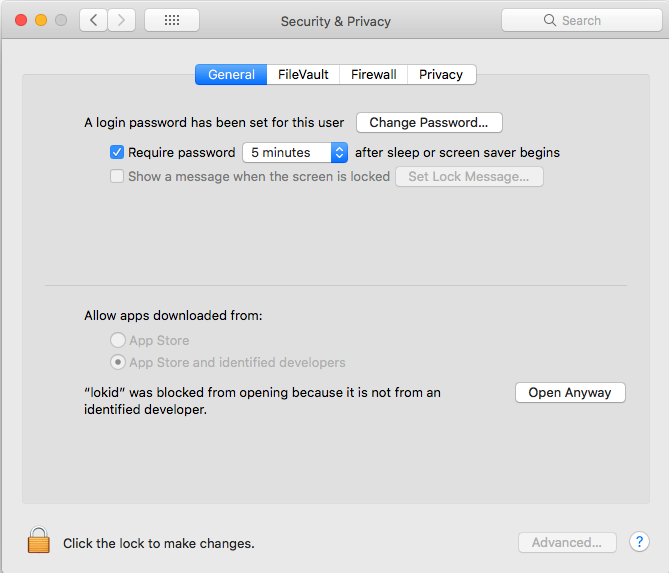 Security & Privacy
Search
General FileVault Firewall Privacy
A login password has been set for this user Change Password...
Require password 5 minutes after sleep or screen saver begins
Show a message when the screen is locked Set Lock Message...
Allow apps downloaded from:
App Store
App Store and identified developers
“lokid” was blocked from opening because it is not from an Open Anyway
identified developer.
Click the lock to make changes. Advanced... ?